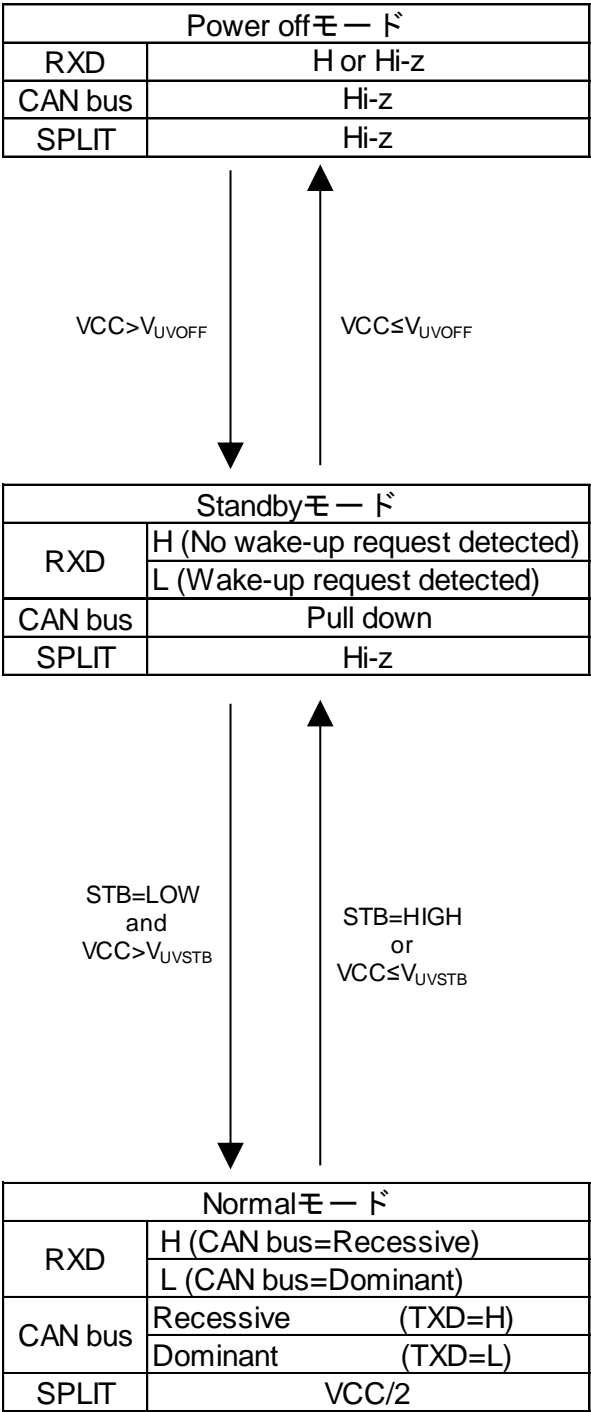 Power offモード
RXD H or Hi-z
CAN bus Hi-z
SPLIT Hi-z
VCC>VUVOFF
VCC≤VUVOFF
Standbyモード
RXD
H (No wake-up request detected)
L (Wake-up request detected)
CAN bus Pull down
SPLIT Hi-z
STB=LOW
and
VCC>VUVSTB
STB=HIGH
or
VCC≤VUVSTB
Normalモード
RXD
H (CAN bus=Recessive)
L (CAN bus=Dominant)
CAN bus
Recessive (TXD=H)
Dominant (TXD=L)
SPLIT VCC/2